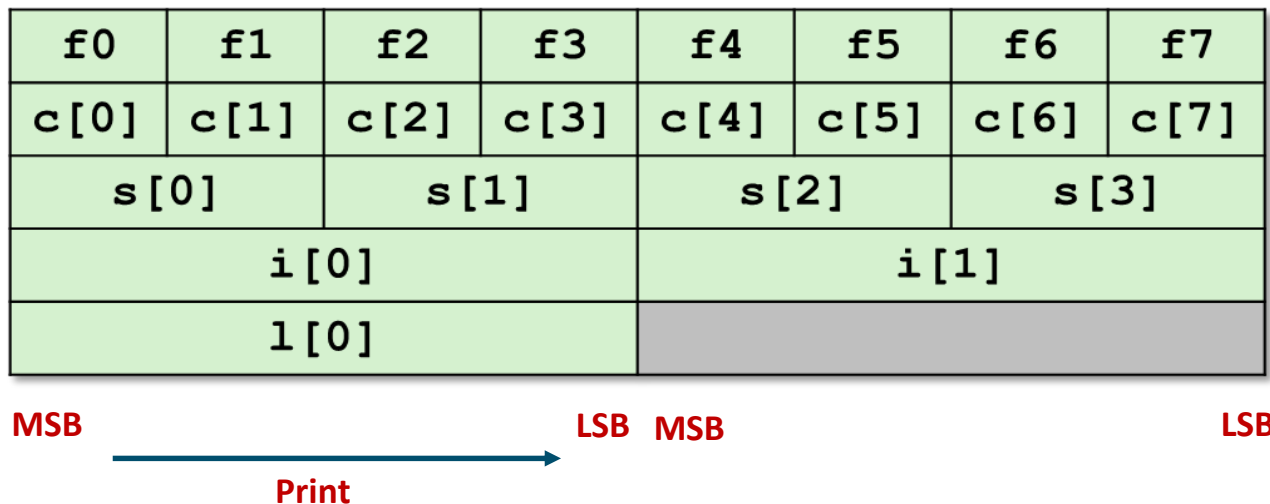 f0 f1 f2 f3 f4 f5 f6 f7
c[0] c[1] c[2] c[3] c[4] c[5] c[6] c[7]
s[0] s[1] s[2] s[3]
i[0] i[1]
l[0]
MSB LSB MSB LSB
Print